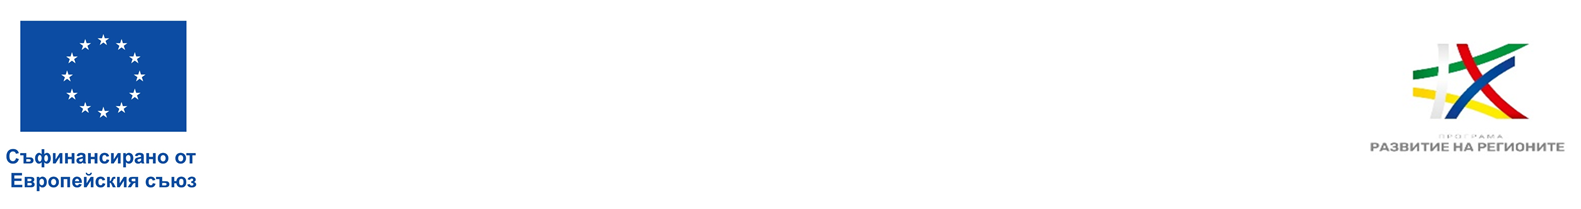 Съфинансирано от
Европейския съюз
ПРОГРАМА
РАЗВИТИЕ НА РЕГИОНИТЕ